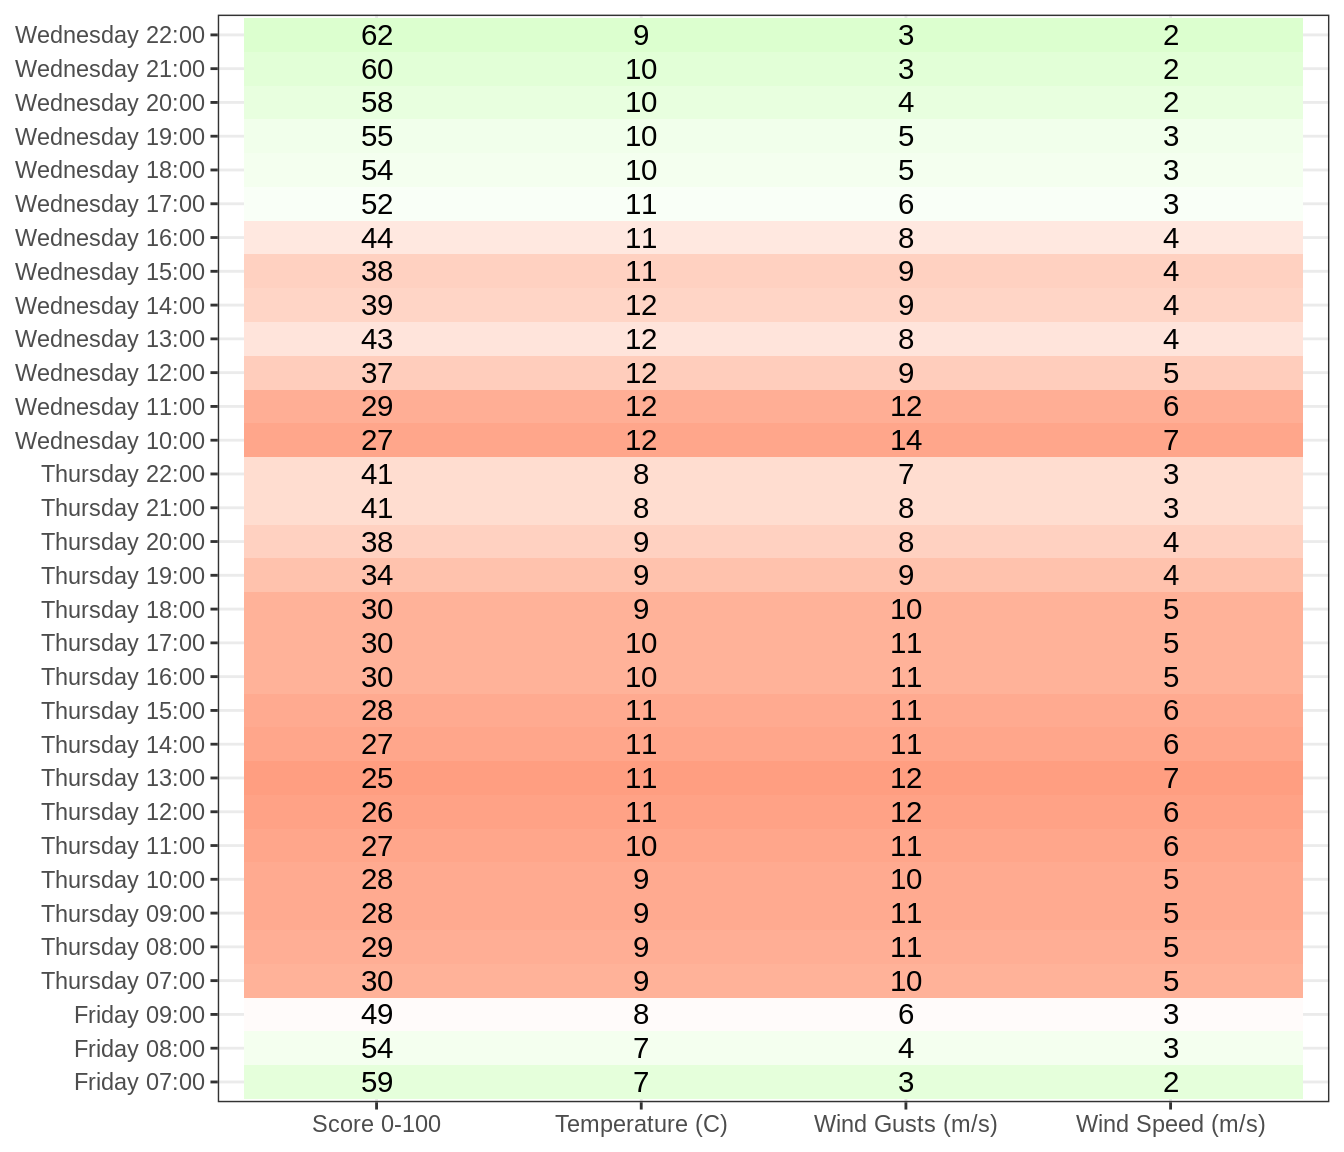 Wednesday 22:00 62 9 3 2
Wednesday 21:00 60 10 3 2
Wednesday 20:00 58 10 4 2
Wednesday 19:00 55 10 5 3
Wednesday 18:00 54 10 5 3
Wednesday 17:00 52 11 6 3
Wednesday 16:00 44 11 8 4
Wednesday 15:00 38 11 9 4
Wednesday 14:00 39 12 9 4
Wednesday 13:00 43 12 8 4
Wednesday 12:00 37 12 9 5
Wednesday 11:00 29 12 12 6
Wednesday 10:00 27 12 14 7
Thursday 22:00 41 8 7 3
Thursday 21:00 41 8 8 3
Thursday 20:00 38 9 8 4
Thursday 19:00 34 9 9 4
Thursday 18:00 30 9 10 5
Thursday 17:00 30 10 11 5
Thursday 16:00 30 10 11 5
Thursday 15:00 28 11 11 6
Thursday 14:00 27 11 11 6
Thursday 13:00 25 11 12 7
Thursday 12:00 26 11 12 6
Thursday 11:00 27 10 11 6
Thursday 10:00 28 9 10 5
Thursday 09:00 28 9 11 5
Thursday 08:00 29 9 11 5
Thursday 07:00 30 9 10 5
Friday 09:00 49 8 6 3
Friday 08:00 54 7 4 3
Friday 07:00 59 7 3 2
Score 0-100 Temperature (C) Wind Gusts (m/s) Wind Speed (m/s)